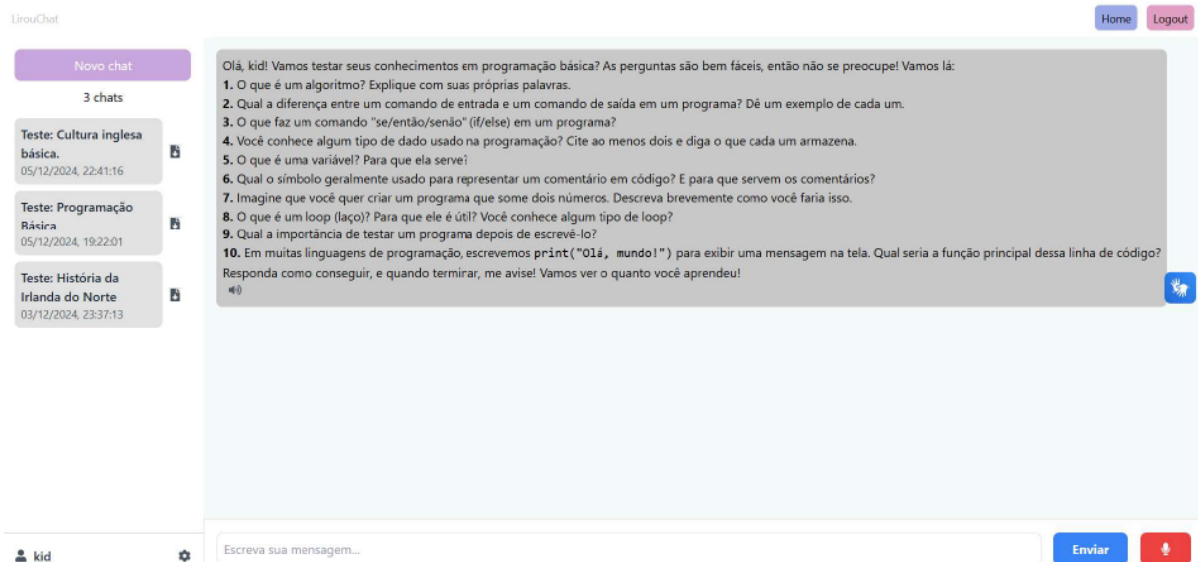 LirouChat
Home
Logout
Novo chat
3 chats
Teste: Cultura inglesa
básica.
05/12/2024, 22:41:16
Teste: Programação
Básica
05/12/2024, 19:22:01
Teste: História da
Irlanda do Norte
03/12/2024, 23:37:13
kid
Olá, kid! Vamos testar seus conhecimentos em programação básica? As perguntas são bem fáceis, então não se preocupe! Vamos lá:
1. O que é um algoritmo? Explique com suas próprias palavras.
2. Qual a diferença entre um comando de entrada e um comando de saída em um programa? Dê um exemplo de cada um.
3. O que faz um comando "se/então/senão" (if/else) em um programa?
4. Você conhece algum tipo de dado usado na programação? Cite ao menos dois e diga o que cada um armazena.
5. O que é uma variável? Para que ela serve?
6. Qual o símbolo geralmente usado para representar um comentário em código? E para que servem os comentários?
7. Imagine que você quer criar um programa que some dois números. Descreva brevemente como você faria isso.
8. O que é um loop (laço)? Para que ele é útil? Você conhece algum tipo de loop?
9. Qual a importância de testar um programa depois de escrevê-lo?
10. Em muitas linguagens de programação, escrevemos print("Olá, mundo!") para exibir uma mensagem na tela. Qual seria a função principal dessa linha de código?
Responda como conseguir, e quando terminar, me avise! Vamos ver o quanto você aprendeu!
Escreva sua mensagem...
Enviar